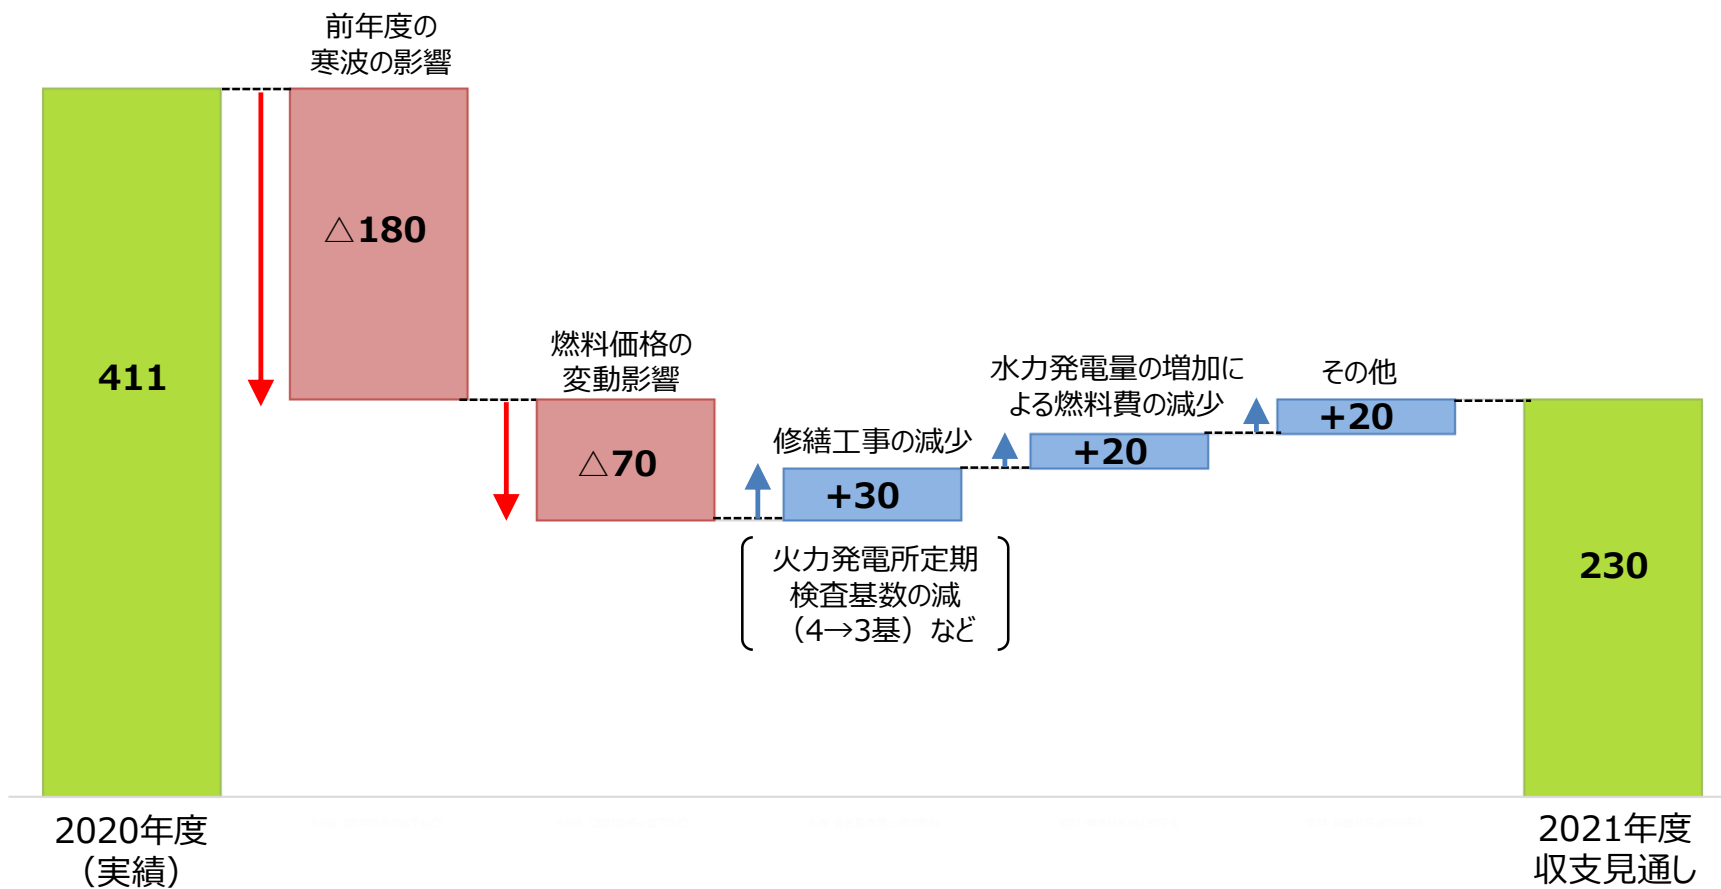 前年度の
寒波の影響
411
△180
燃料価格の
変動影響
△70
修繕工事の減少
+30
火力発電所定期
検査基数の減
（4→3基）など
水力発電量の増加に
よる燃料費の減少
+20
その他
+20
230
2020年度
（実績）
2021年度
収支見通し